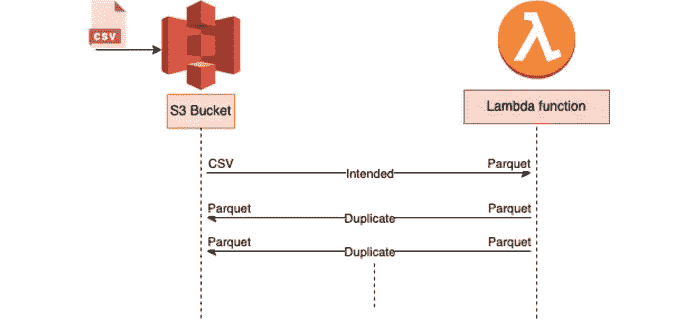 CSV
S3 Bucket
Lambda function
CSV
Intended
Parquet
Parquet
Duplicate
Parquet
Parquet
Duplicate
Parquet